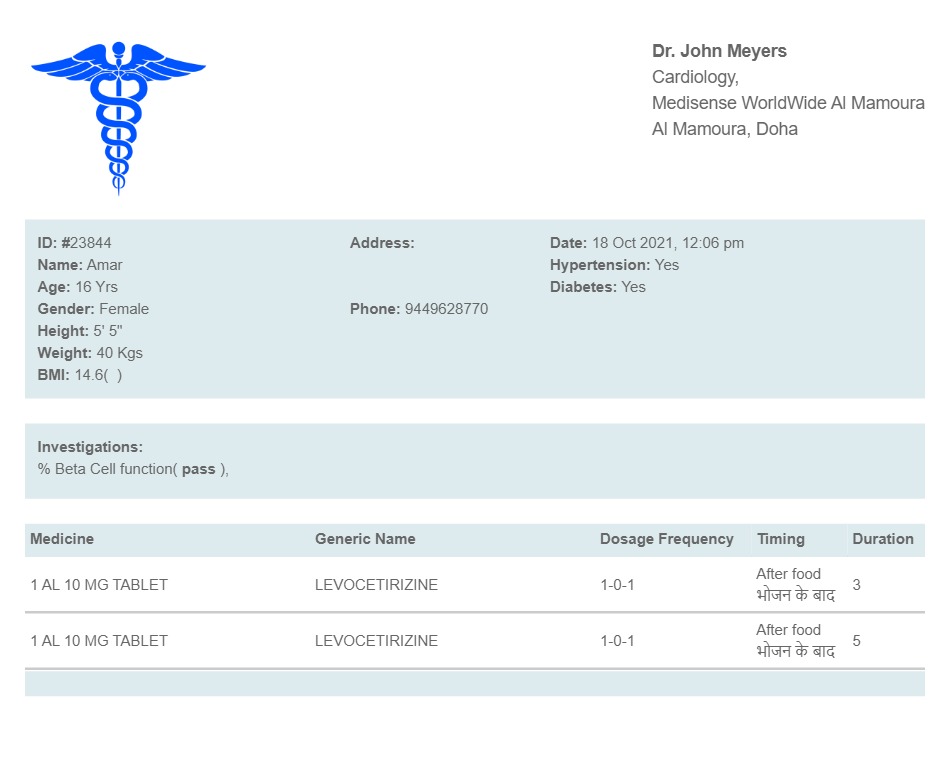 Dr. John Meyers
Cardiology,
Medisense WorldWide Al Mamoura
Al Mamoura, Doha
ID: #23844
Name: Amar
Age: 16 Yrs
Gender: Female
Height: 5' 5"
Weight: 40 Kgs
BMI: 14.6( )
Address:
Phone: 9449628770
Date: 18 Oct 2021, 12:06 pm
Hypertension: Yes
Diabetes: Yes
Investigations:
% Beta Cell function( pass ),
Medicine Generic Name Dosage Frequency Timing Duration
1 AL 10 MG TABLET LEVOCETIRIZINE 1-0-1 After food 3
भोजन के बाद
1 AL 10 MG TABLET LEVOCETIRIZINE 1-0-1 After food 5
भोजन के बाद